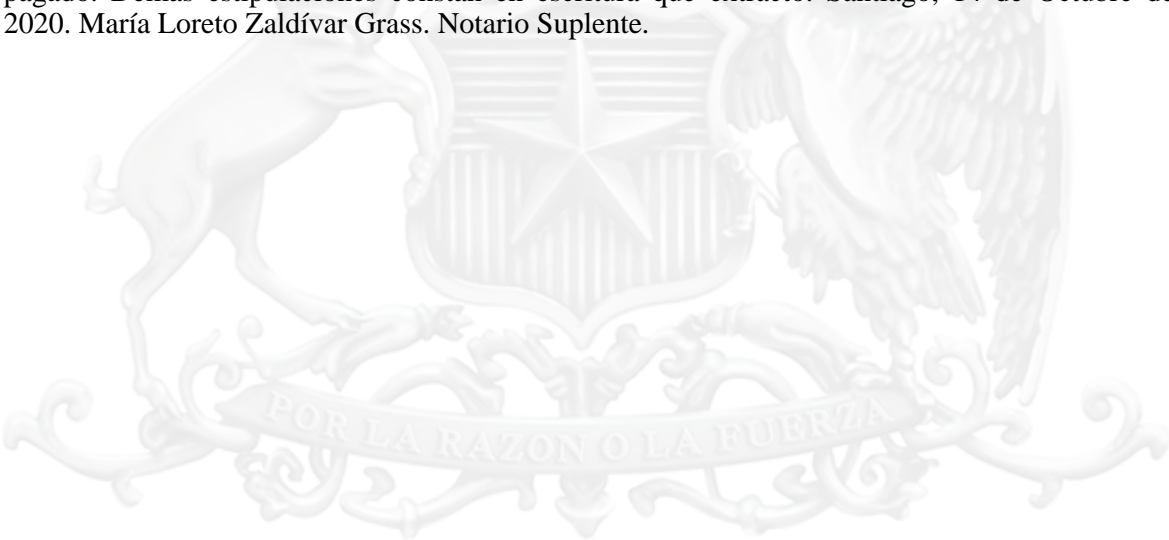 pagado. Demás estipulaciones constan en escritura que extracto. Santiago, 14 de Octubre de
2020. María Loreto Zaldívar Grass. Notario Suplente.
POR LA RAZON O LA FUERZA